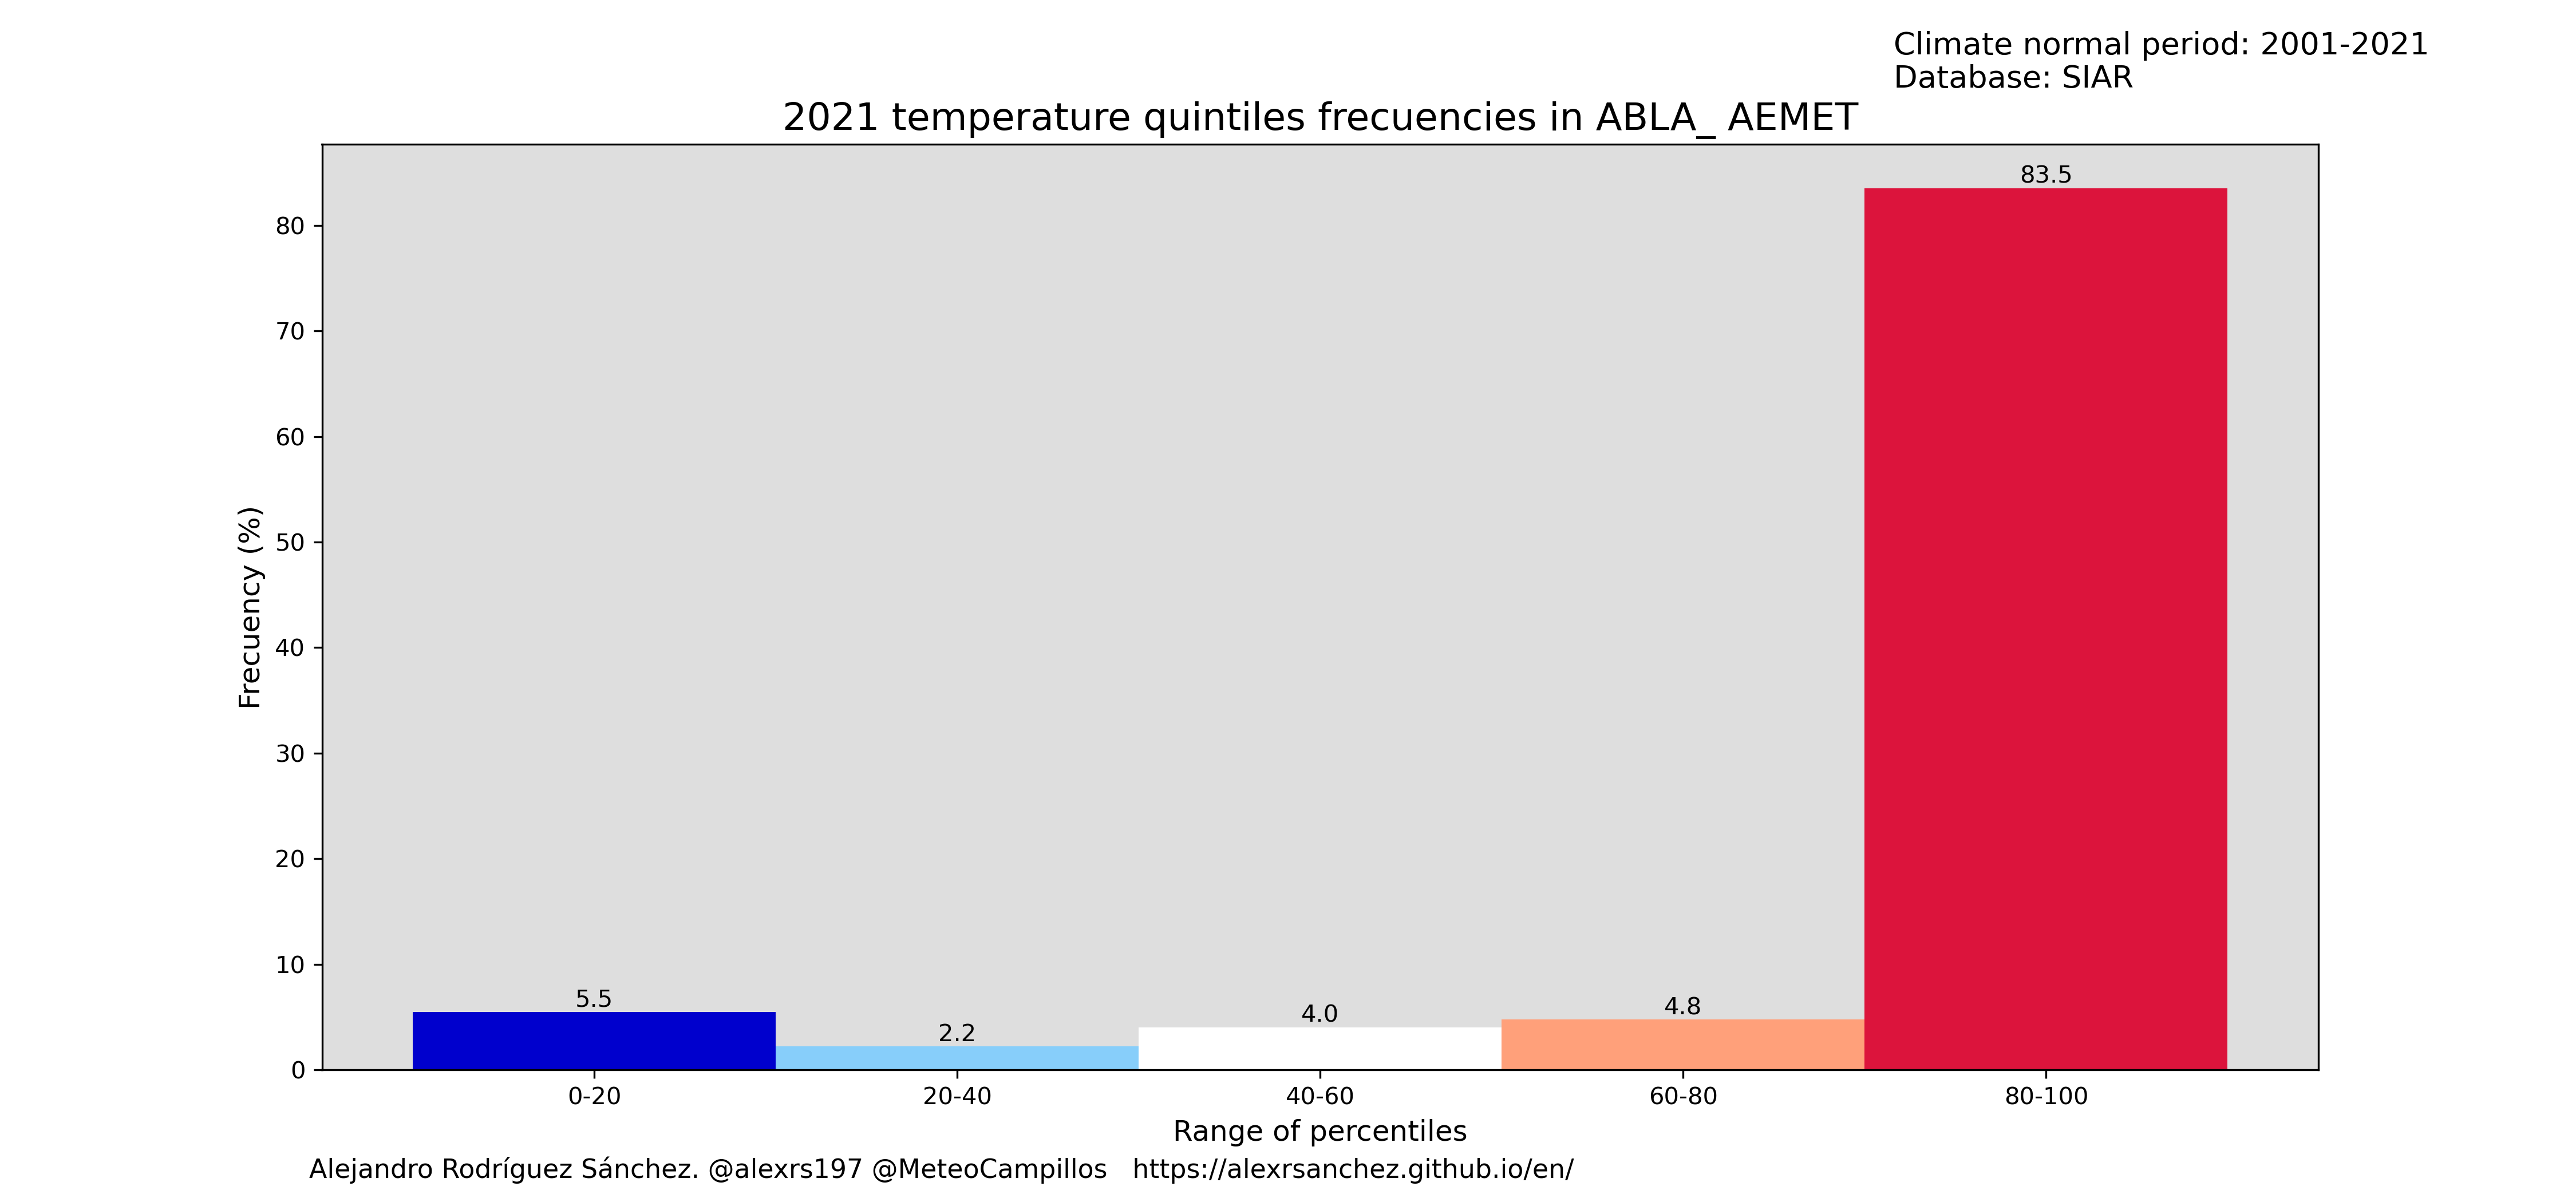 Climate normal period: 2001-2021
Database: SIAR
2021 temperature quintiles frecuencies in ABLA_ AEMET
83.5
80
70
60
50
40
30
20
10
0
Frecuency (%)
5.5
2.2
4.0
4.8
0-20 20-40 40-60 60-80 80-100
Range of percentiles
Alejandro Rodríguez Sánchez. @alexrs197 @MeteoCampillos https://alexrsanchez.github.io/en/